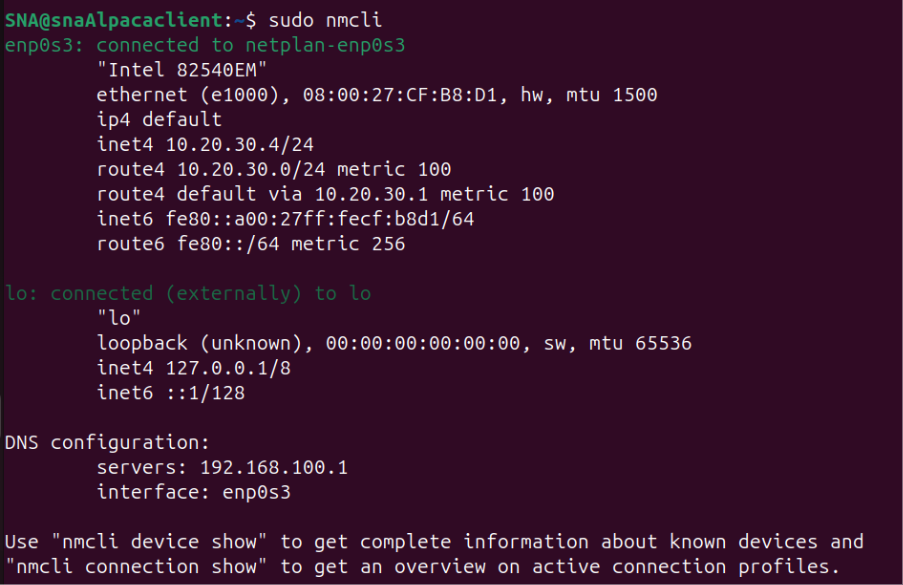 SNA@snaAlpacaclient:~$ sudo nmcli
enp0s3: connected to netplan-enp0s3
"Intel 82540EM"
ethernet (e1000), 08:00:27:CF:B8:D1, hw, mtu 1500
ip4 default
inet4 10.20.30.4/24
route4 10.20.30.0/24 metric 100
route4 default via 10.20.30.1 metric 100
inet6 fe80::a00:27ff:fecf:b8d1/64
route6 fe80::/64 metric 256
lo: connected (externally) to lo
"lo"
loopback (unknown), 00:00:00:00:00:00, sw, mtu 65536
inet4 127.0.0.1/8
inet6 ::1/128
DNS configuration:
servers: 192.168.100.1
interface: enp0s3
Use "nmcli device show" to get complete information about known devices and
"nmcli connection show" to get an overview on active connection profiles.